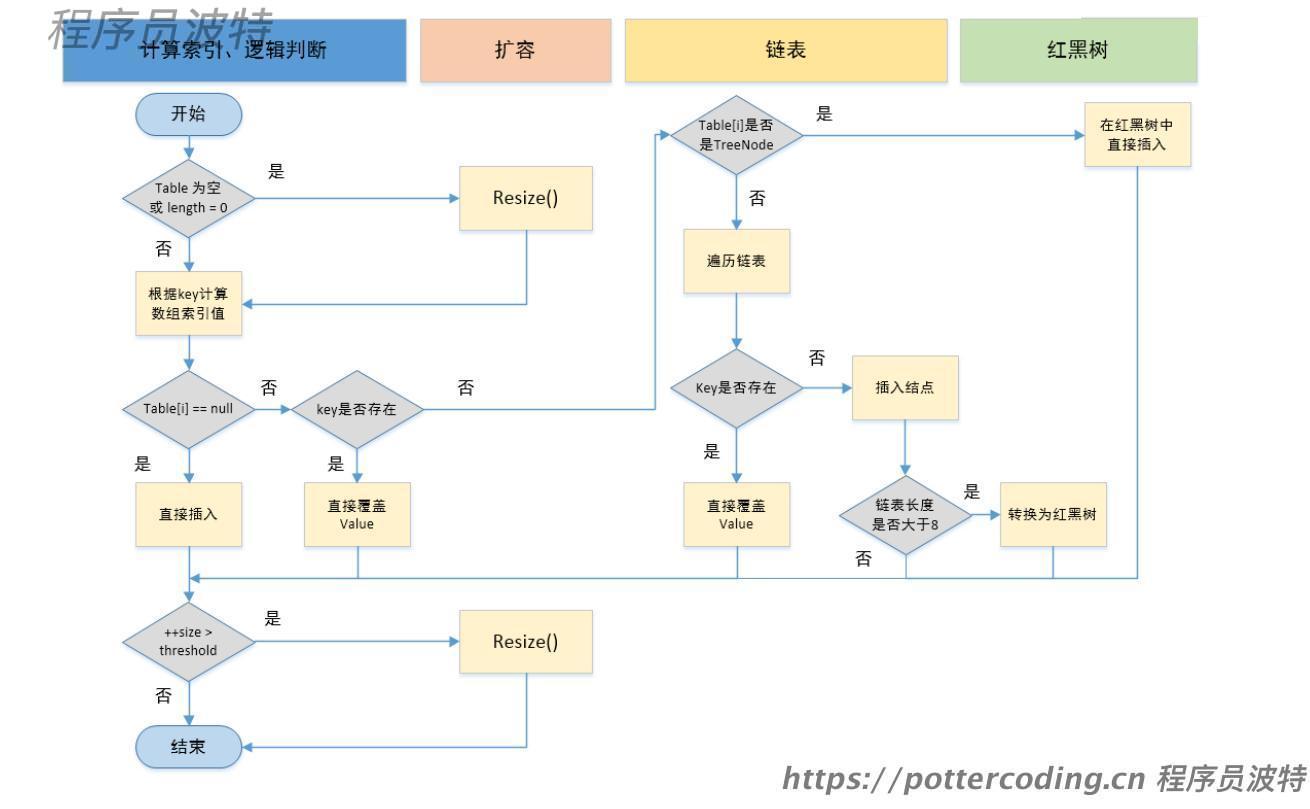 程序员波特
计算索引、逻辑判断
扩容
链表
红黑树
开始
Table 为空
或 length = 0
是
Resize()
否
根据key计算
数组索引值
Table[i] == null
否
key是否存在
否
是
直接插入
是
直接覆盖
Value
Table[i]是否
是TreeNode
是
在红黑树中
直接插入
否
遍历链表
Key是否存在
否
插入结点
是
直接覆盖
Value
链表长度
是否大于8
是
转换为红黑树
否
++size >
threshold
是
Resize()
否
结束
https://pottercoding.cn 程序员波特